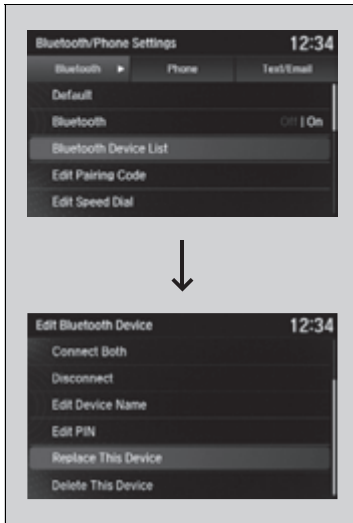 Bluetooth/Phone Settings 12:34
Bluetooth Phone Text/Email
Default
Bluetooth Off | On
Bluetooth Device List
Edit Pairing Code
Edit Speed Dial
Edit Bluetooth Device 12:34
Connect Both
Disconnect
Edit Device Name
Edit PIN
Replace This Device
Delete This Device